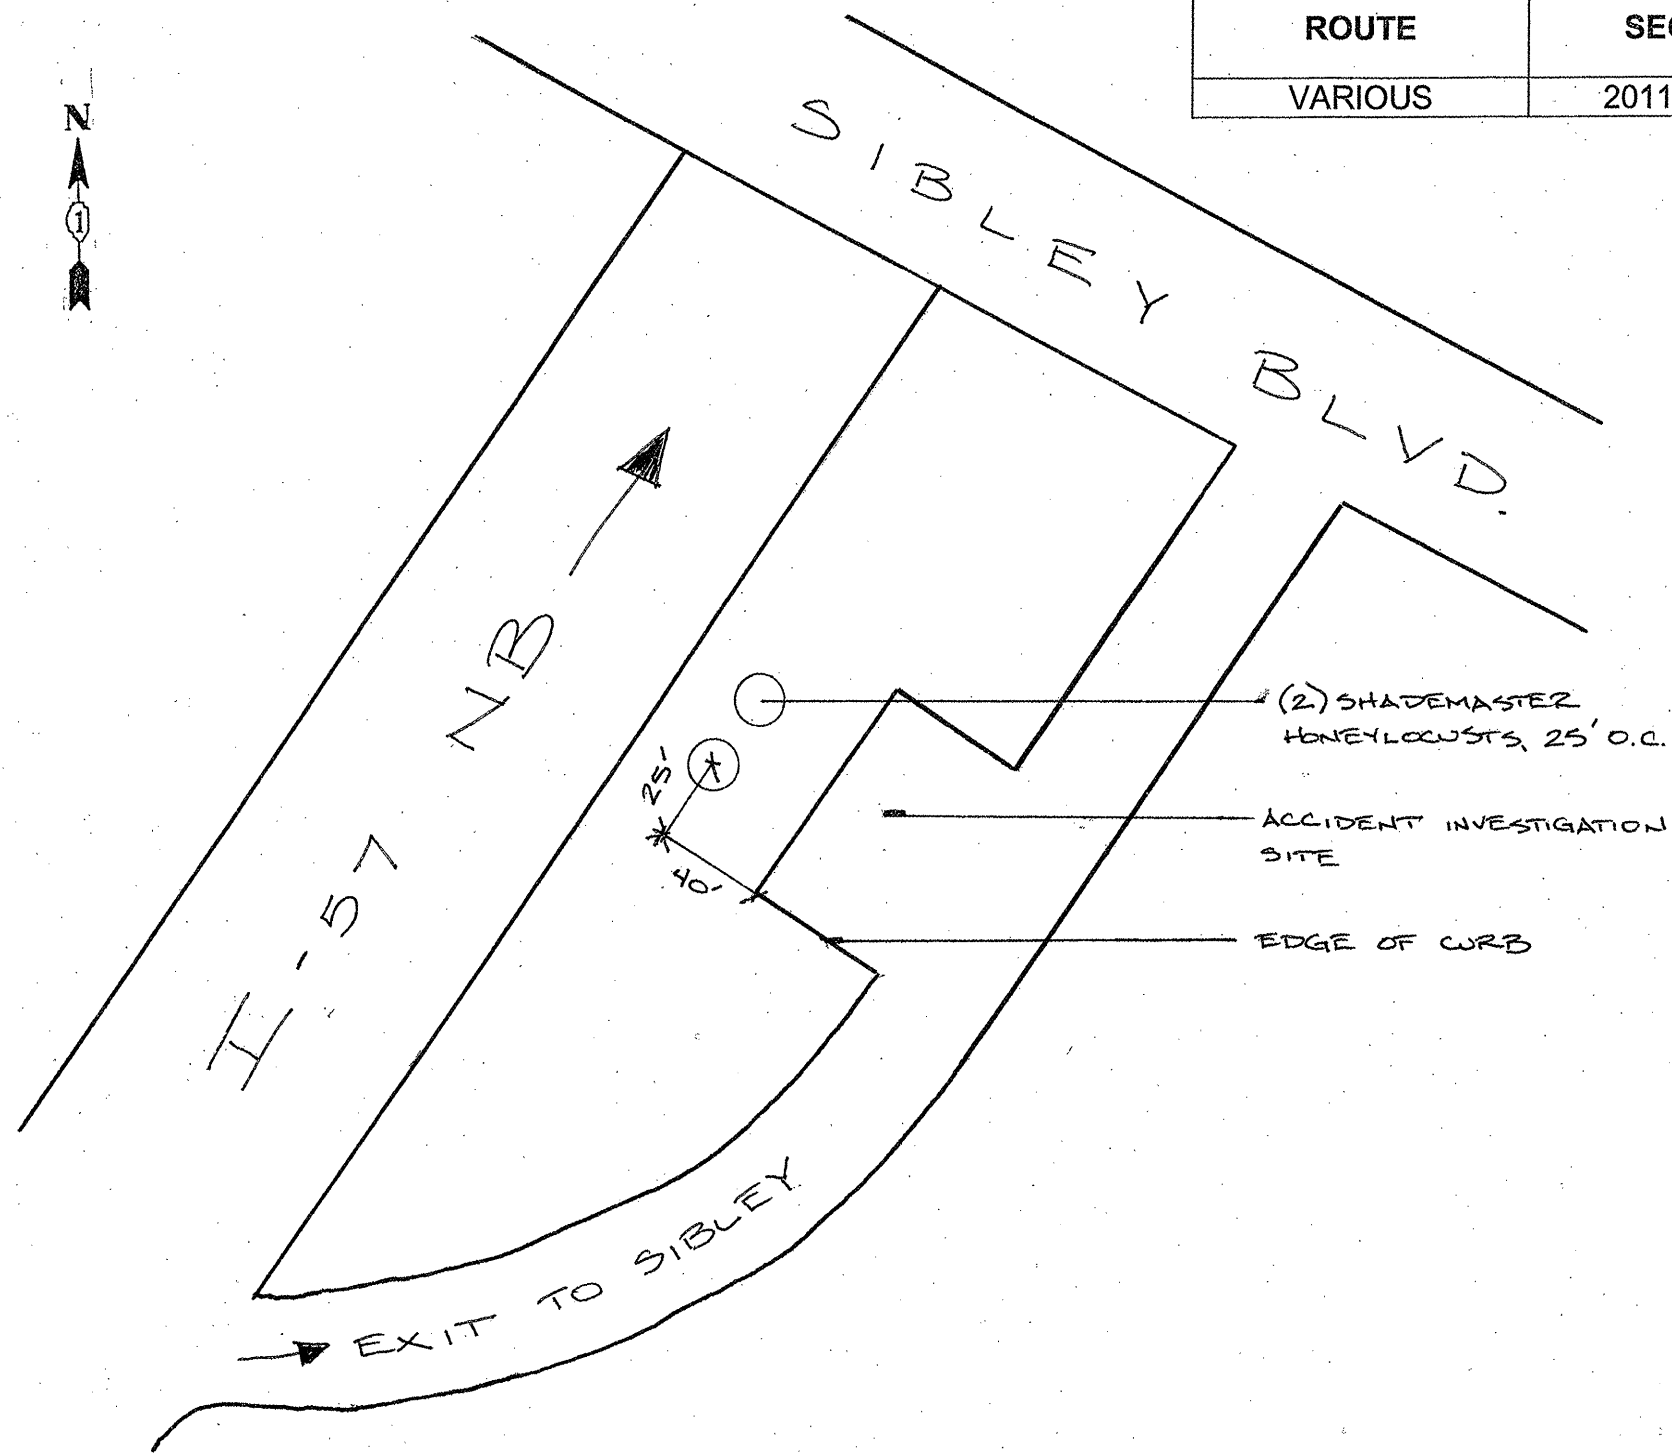 ROUTE
VARIOUS
2011
N
1
SIBLEY BLVD.
I-57 NB
(2) SHADEMASTER
HONEYLOCUSTS, 25' O.C.
25'
40'
ACCIDENT INVESTIGATION
SITE
EDGE OF CURB
EXIT TO SIBLEY